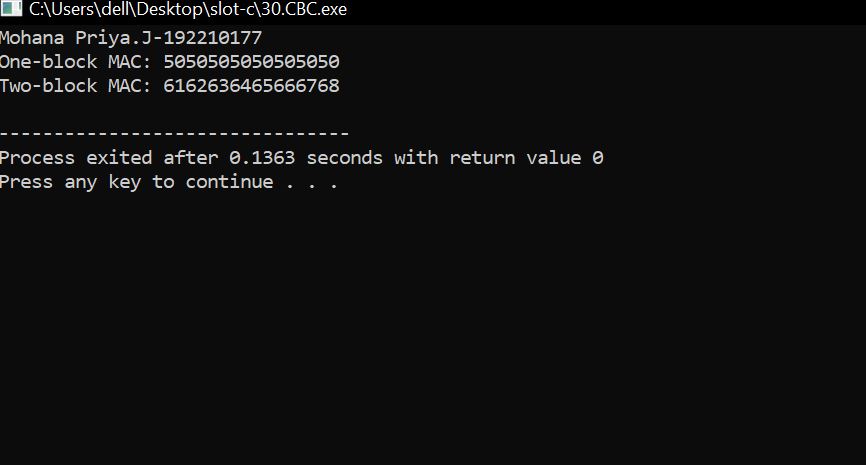 C:\Users\dell\Desktop\slot-c\30.CBC.exe
Mohana Priya.J-192210177
One-block MAC: 5050505050505050
Two-block MAC: 6162636465666768
--------------------------------
Process exited after 0.1363 seconds with return value 0
Press any key to continue . . .